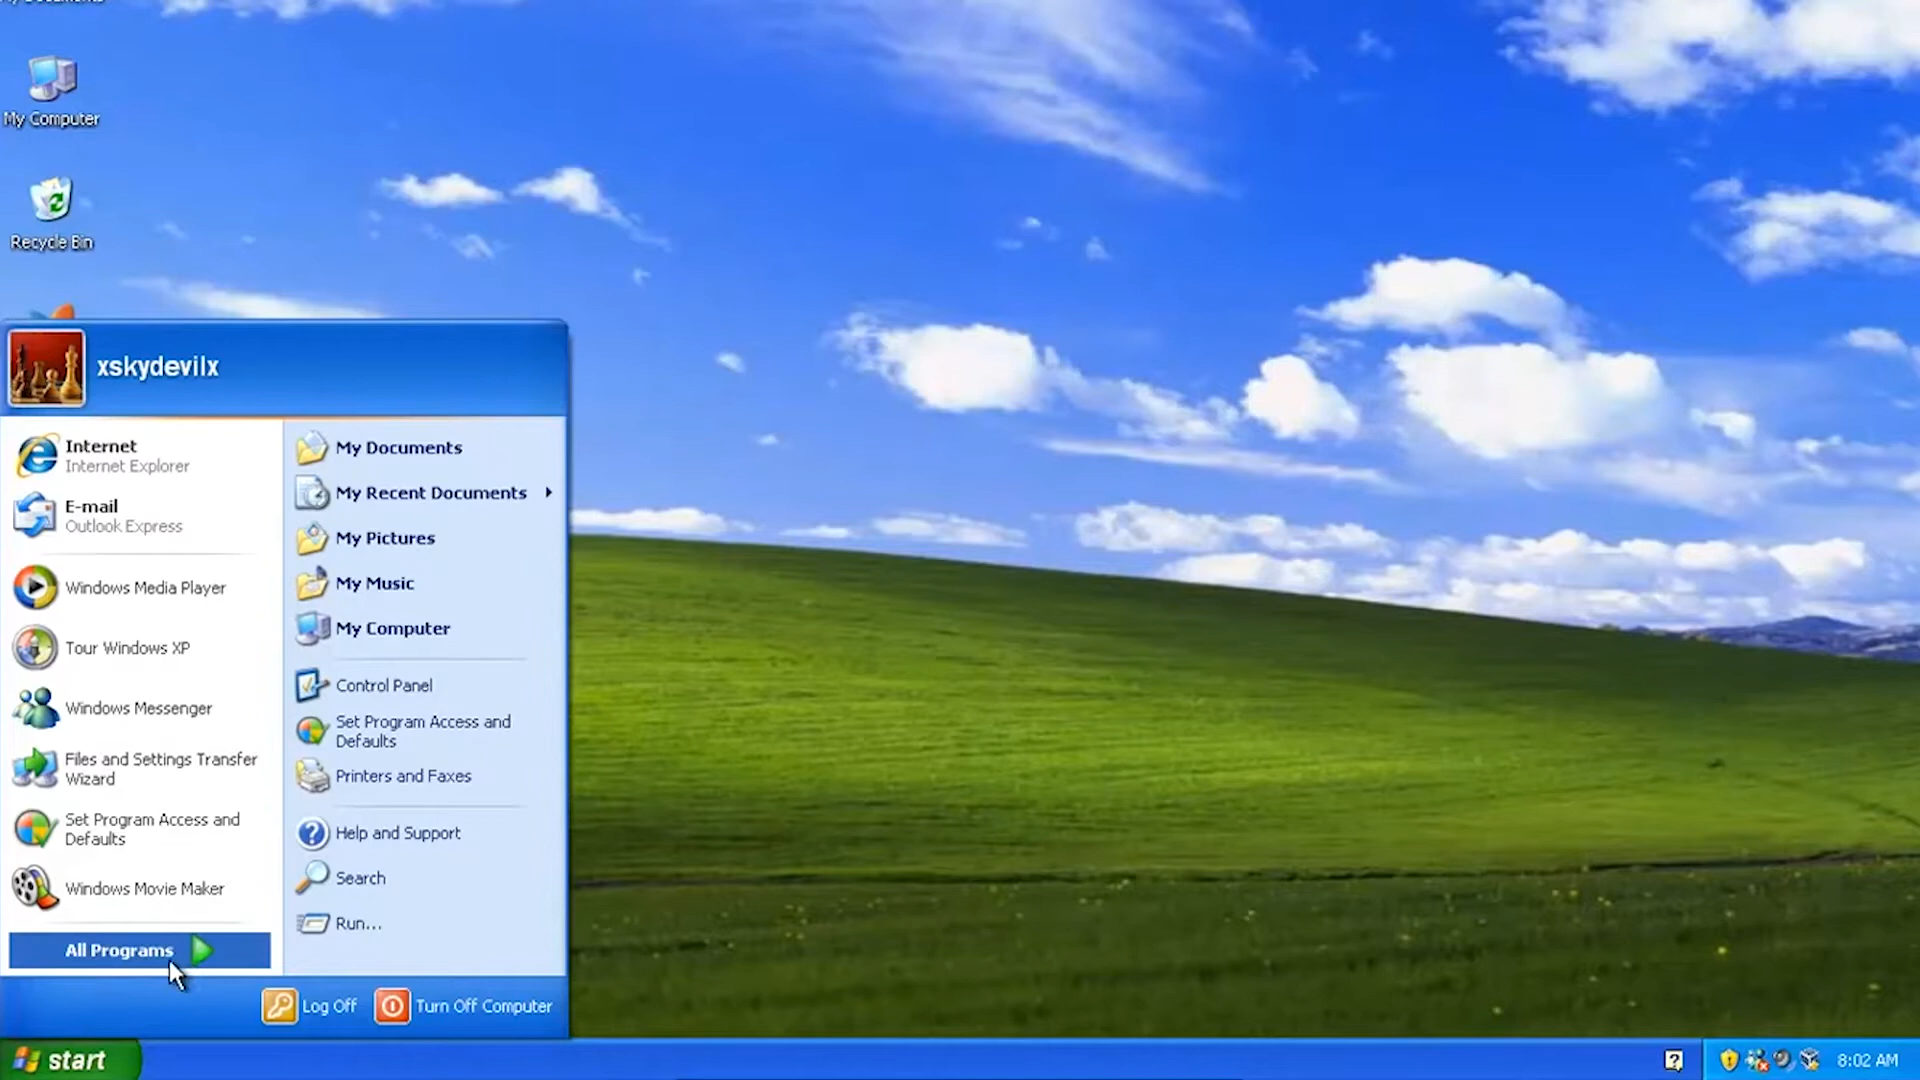 My Documents
My Computer
Recycle Bin
xskydevilx
Internet
Internet Explorer
E-mail
Outlook Express
Windows Media Player
Tour Windows XP
Windows Messenger
Files and Settings Transfer
Wizard
Set Program Access and
Defaults
Windows Movie Maker
All Programs
My Documents
My Recent Documents
My Pictures
My Music
My Computer
Control Panel
Set Program Access and
Defaults
Printers and Faxes
Help and Support
Search
Run...
Log Off
Turn Off Computer
start
8:02 AM